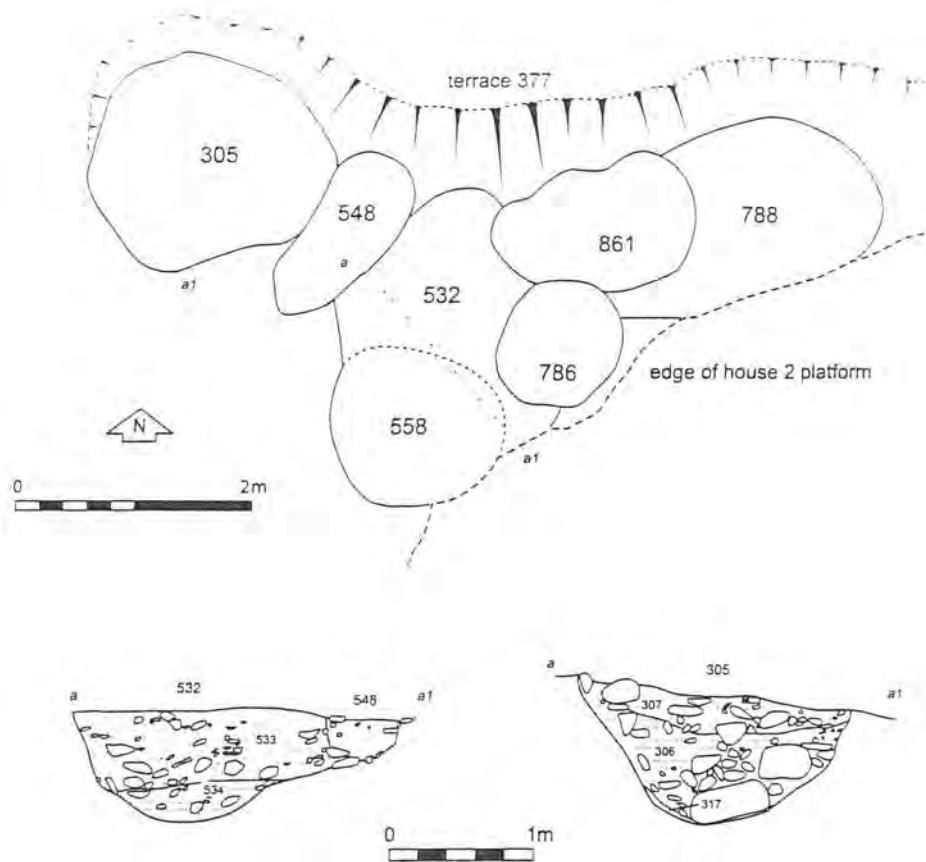 terrace 377
305
548
788
861
a
a1
532
786
edge of house 2 platform
N
558
a1
0 2m
a 532 548 a1
533
534
a 305 a1
307
306
317
0 1m